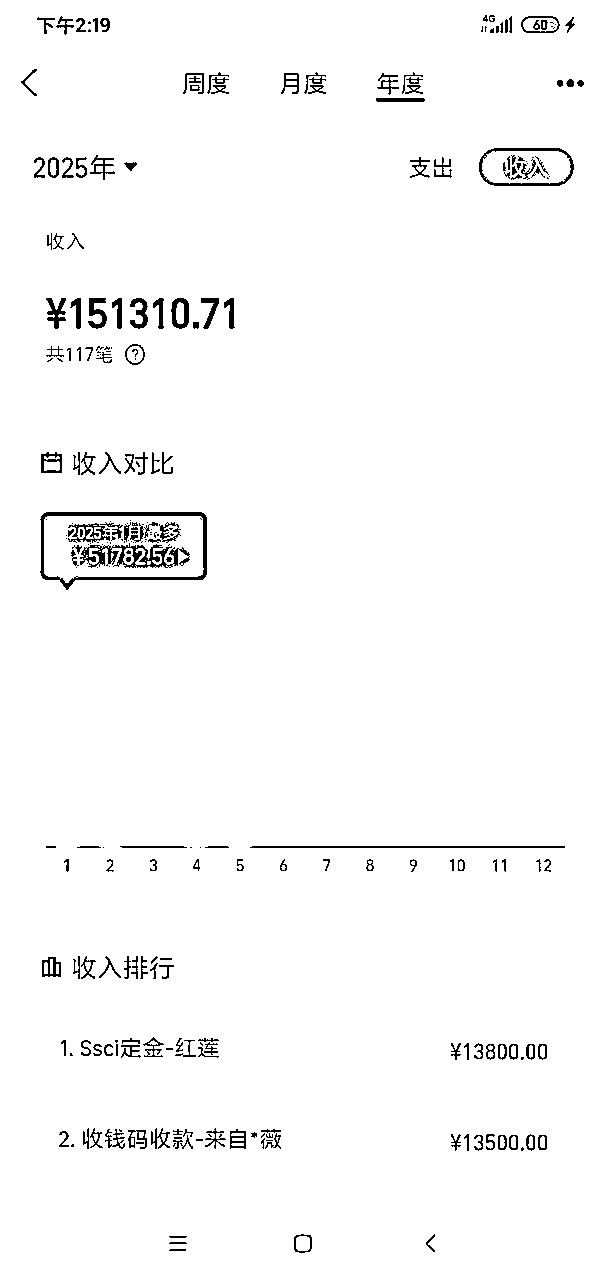 下午2:19
4G 60
周度 月度 年度
2025年 支出 收入
收入
¥151310.71
共117笔 ?
收入对比
2025年1月最多
¥51782.56
1 2 3 4 5 6 7 8 9 10 11 12
收入排行
1. Ssci定金-红莲 ¥13800.00
2. 收钱码收款-来自*薇 ¥13500.00